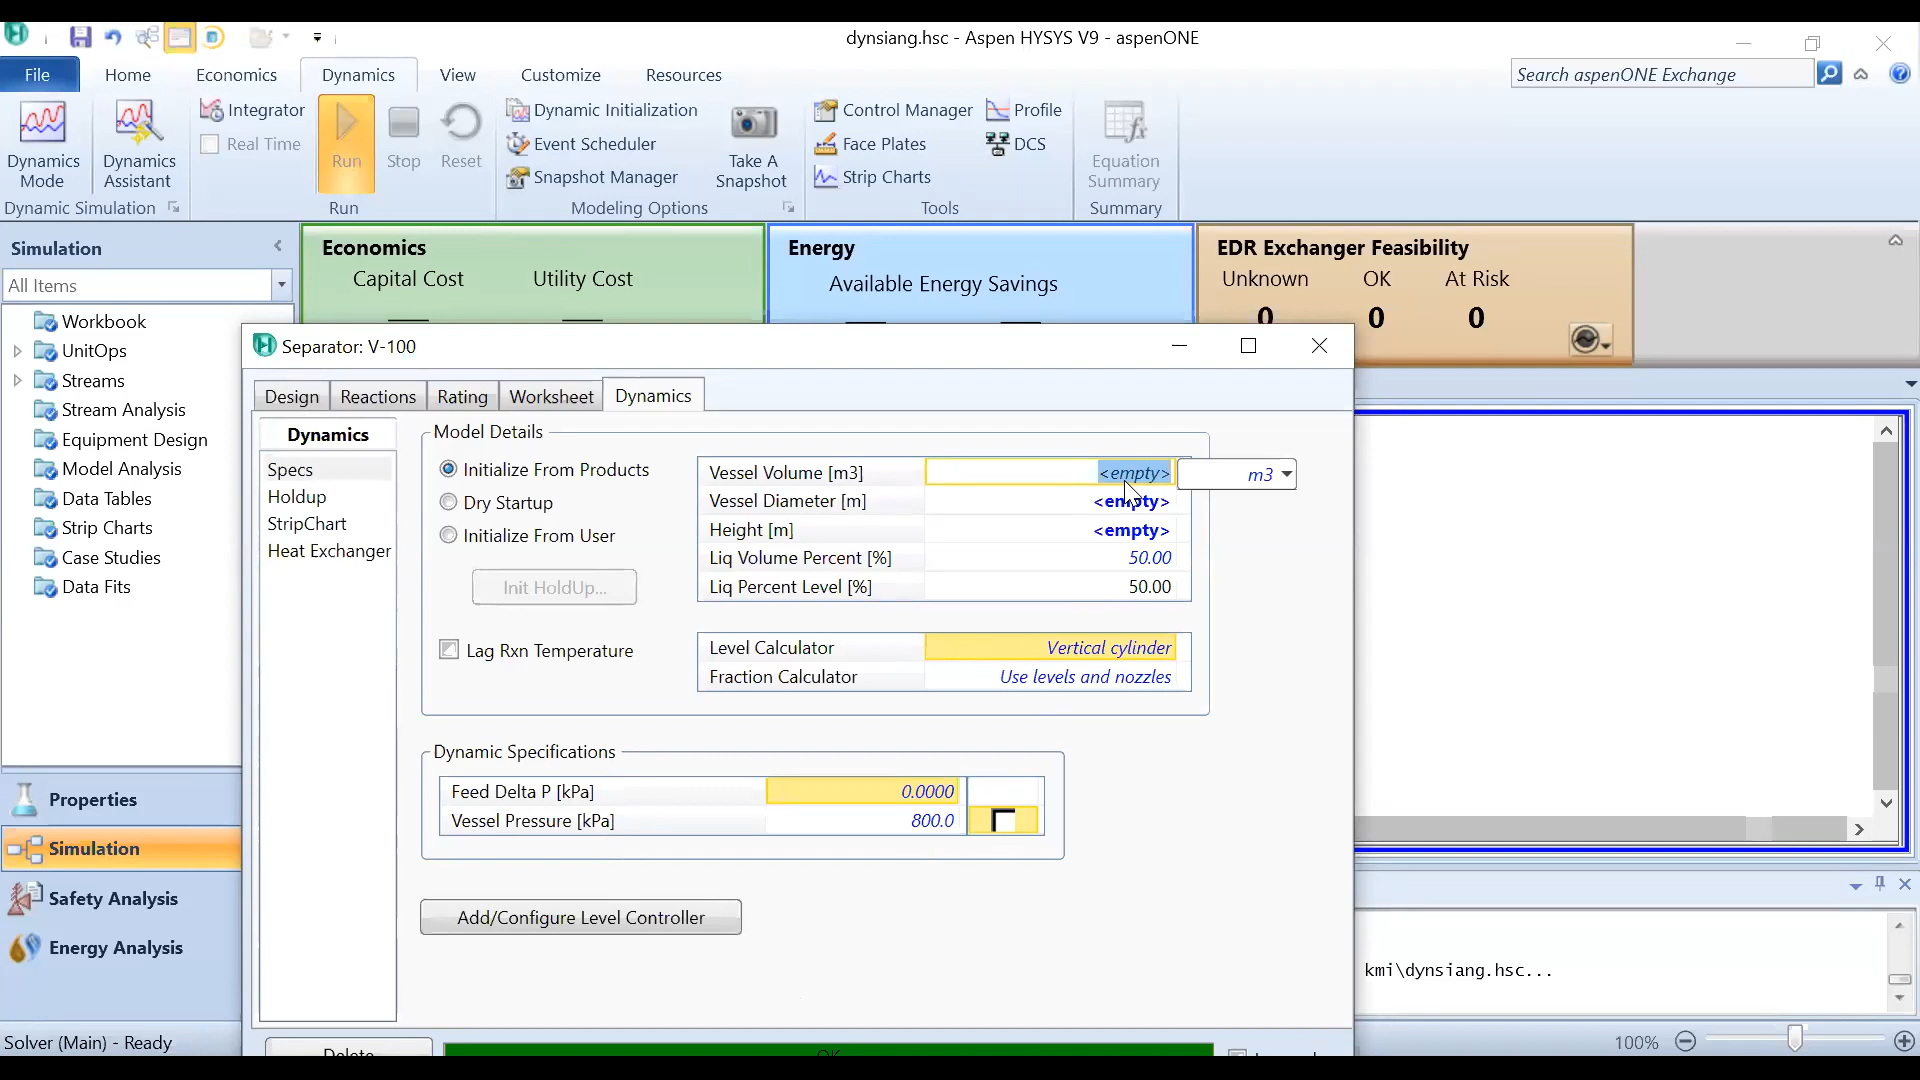 dynsiang.hsc - Aspen HYSYS V9 - aspenONE
File
Home
Economics
Dynamics
View
Customize
Resources
Search aspenONE Exchange
Dynamics Mode
Dynamics Assistant
Integrator
Real Time
Run
Stop
Reset
Dynamic Initialization
Event Scheduler
Snapshot Manager
Take A Snapshot
Control Manager
Face Plates
Strip Charts
Profile
DCS
Equation Summary
Dynamic Simulation
Run
Modeling Options
Tools
Summary
Simulation
All Items
Workbook
UnitOps
Streams
Stream Analysis
Equipment Design
Model Analysis
Data Tables
Strip Charts
Case Studies
Data Fits
Properties
Simulation
Safety Analysis
Energy Analysis
Economics
Capital Cost
Utility Cost
Energy
Available Energy Savings
EDR Exchanger Feasibility
Unknown OK At Risk
0 0 0
Separator: V-100
Design
Reactions
Rating
Worksheet
Dynamics
Dynamics
Specs
Holdup
StripChart
Heat Exchanger
Model Details
Initialize From Products
Dry Startup
Initialize From User
Init HoldUp...
Lag Rxn Temperature
Vessel Volume [m3] <empty> m3
Vessel Diameter [m] <empty>
Height [m] <empty>
Liq Volume Percent [%] 50.00
Liq Percent Level [%] 50.00
Level Calculator Vertical cylinder
Fraction Calculator Use levels and nozzles
Dynamic Specifications
Feed Delta P [kPa] 0.0000
Vessel Pressure [kPa] 800.0
Add/Configure Level Controller
Delete
OK
kmi\dynsiang.hsc...
Solver (Main) - Ready
100%